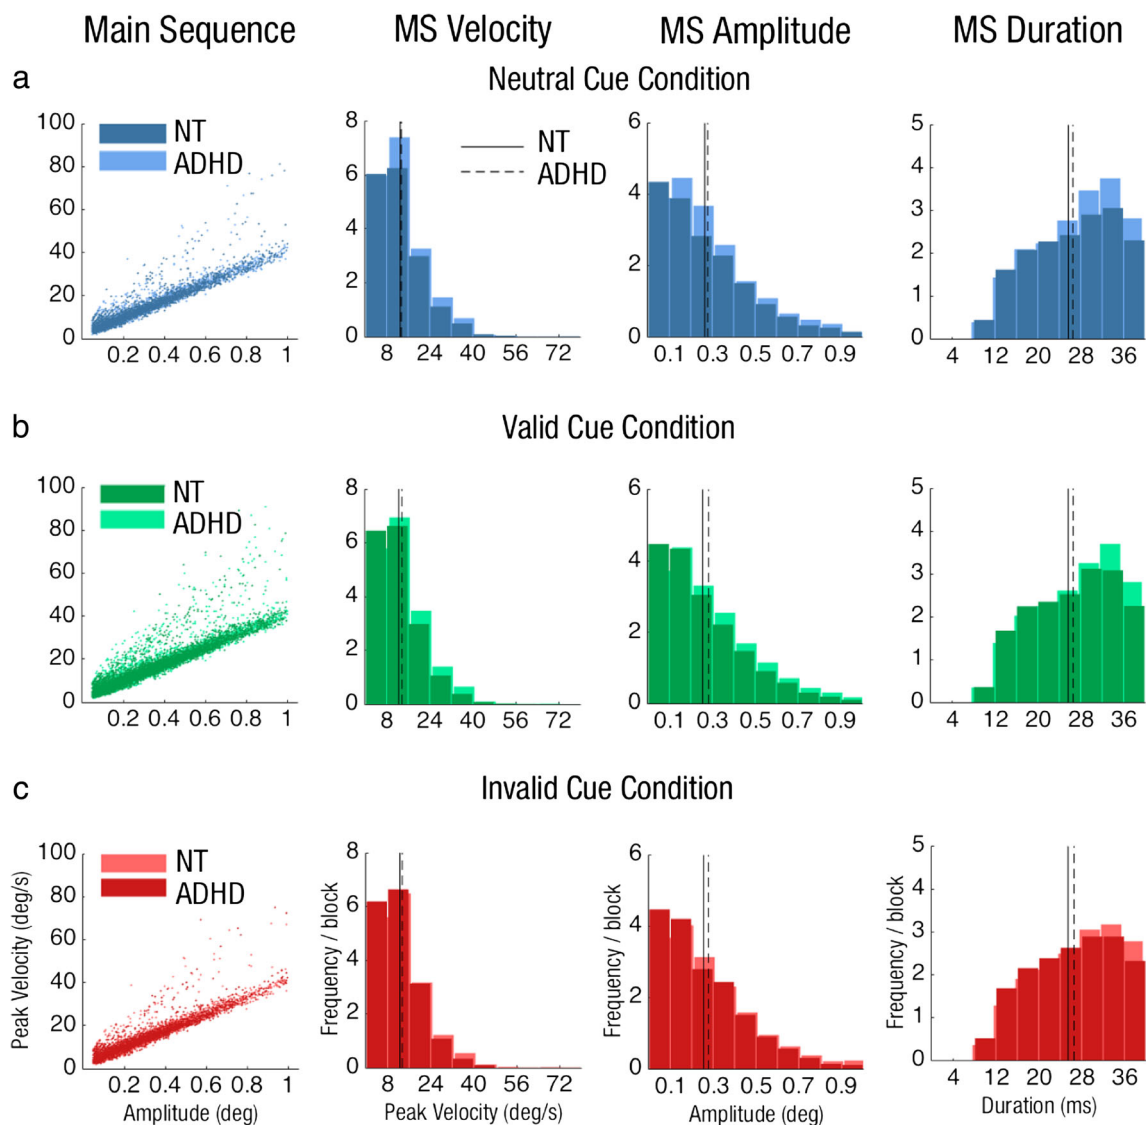 Main Sequence MS Velocity MS Amplitude MS Duration
a Neutral Cue Condition
NT
ADHD
100
80
60
40
20
0
0.2 0.4 0.6 0.8 1
8
6
4
2
0
8 24 40 56 72
NT
ADHD
6
4
2
0
0.1 0.3 0.5 0.7 0.9
5
4
3
2
1
0
4 12 20 28 36
b Valid Cue Condition
NT
ADHD
100
80
60
40
20
0
0.2 0.4 0.6 0.8 1
8
6
4
2
0
8 24 40 56 72
6
4
2
0
0.1 0.3 0.5 0.7 0.9
5
4
3
2
1
0
4 12 20 28 36
c Invalid Cue Condition
NT
ADHD
Peak Velocity (deg/s)
100
80
60
40
20
0
0.2 0.4 0.6 0.8 1
Amplitude (deg)
Frequency / block
8
6
4
2
0
8 24 40 56 72
Peak Velocity (deg/s)
Frequency / block
6
4
2
0
0.1 0.3 0.5 0.7 0.9
Amplitude (deg)
Frequency / block
5
4
3
2
1
0
4 12 20 28 36
Duration (ms)